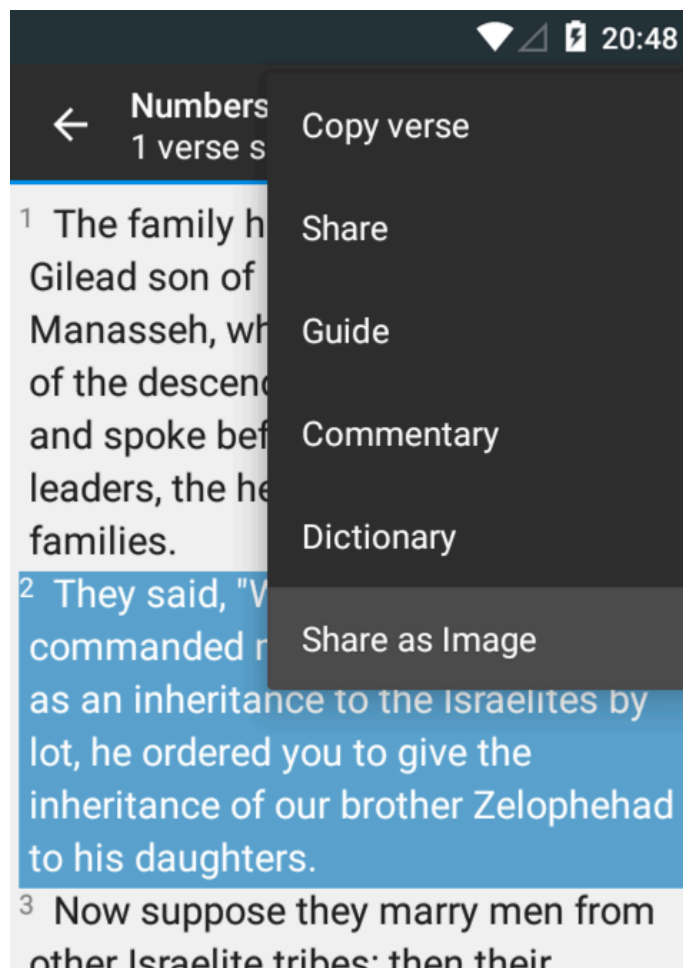 20:48
Numbers
1 verse s
Copy verse
Share
Guide
Commentary
Dictionary
Share as Image
1 The family h
Gilead son of
Manasseh, wh
of the descend
and spoke bef
leaders, the he
families.
2 They said, "
commanded
as an inheritance to the Israelites by
lot, he ordered you to give the
inheritance of our brother Zelophehad
to his daughters.
3 Now suppose they marry men from
other Israelite tribes; then their